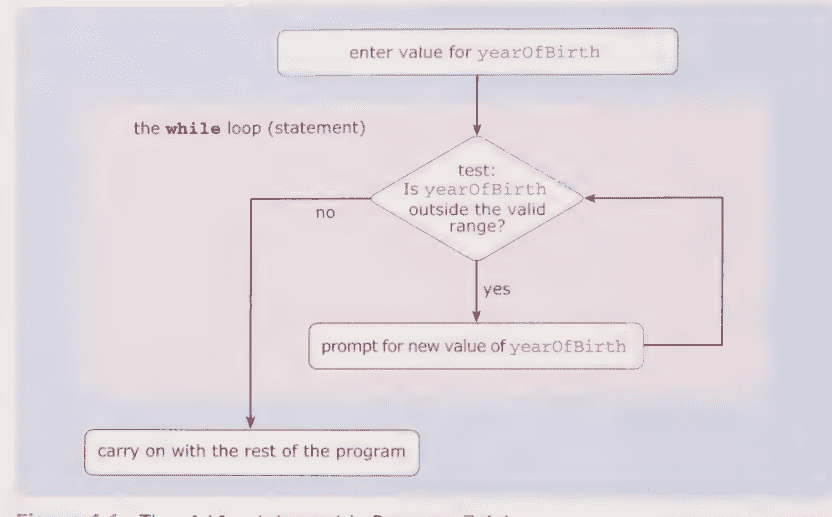 enter value for yearOfBirth
the while loop (statement)
test:
Is yearOfBirth
outside the valid
range?
no
yes
prompt for new value of yearOfBirth
carry on with the rest of the program